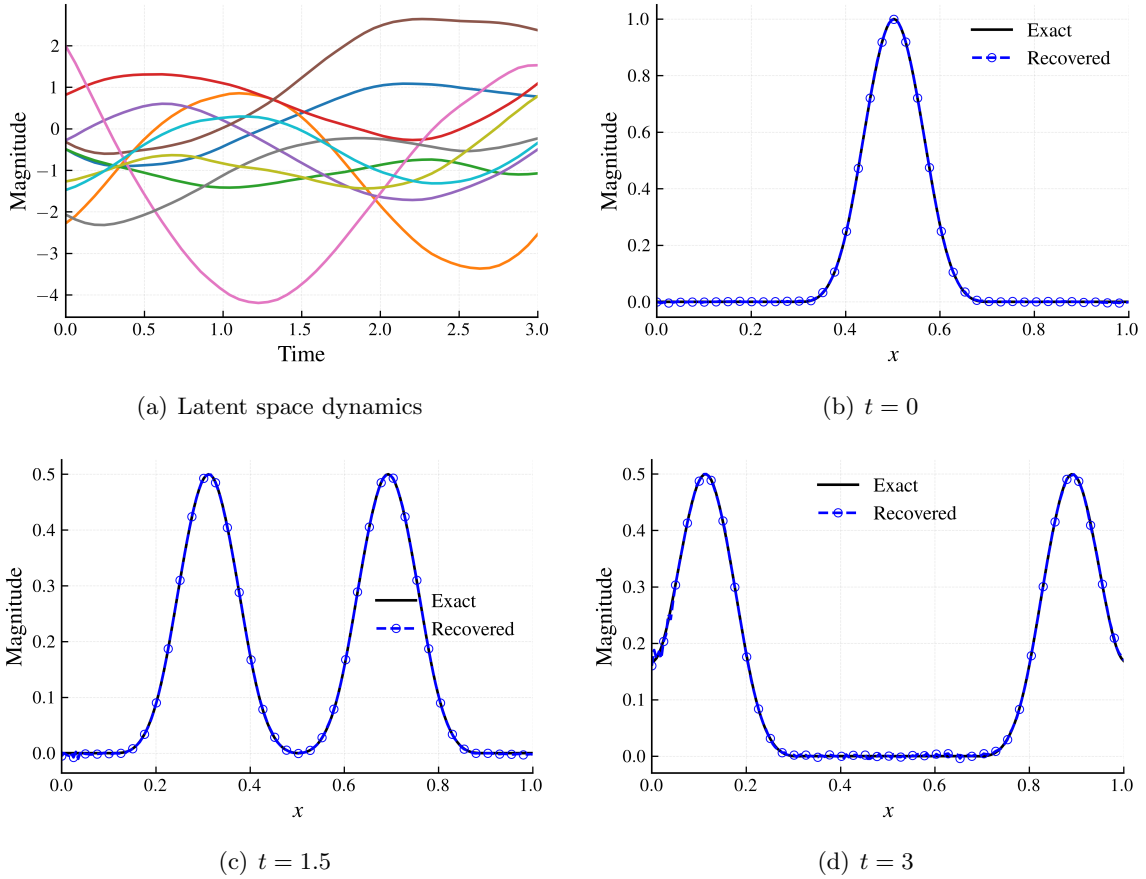 Magnitude
2
1
0
−1
−2
−3
−4
0.0 0.5 1.0 1.5 2.0 2.5 3.0
Time
(a) Latent space dynamics
Magnitude
1.0
0.8
0.6
0.4
0.2
0.0
Exact
Recovered
0.0 0.2 0.4 0.6 0.8 1.0
x
(b) t = 0
Magnitude
0.5
0.4
0.3
0.2
0.1
0.0
Exact
Recovered
0.0 0.2 0.4 0.6 0.8 1.0
x
(c) t = 1.5
Magnitude
0.5
0.4
0.3
0.2
0.1
0.0
Exact
Recovered
0.0 0.2 0.4 0.6 0.8 1.0
x
(d) t = 3